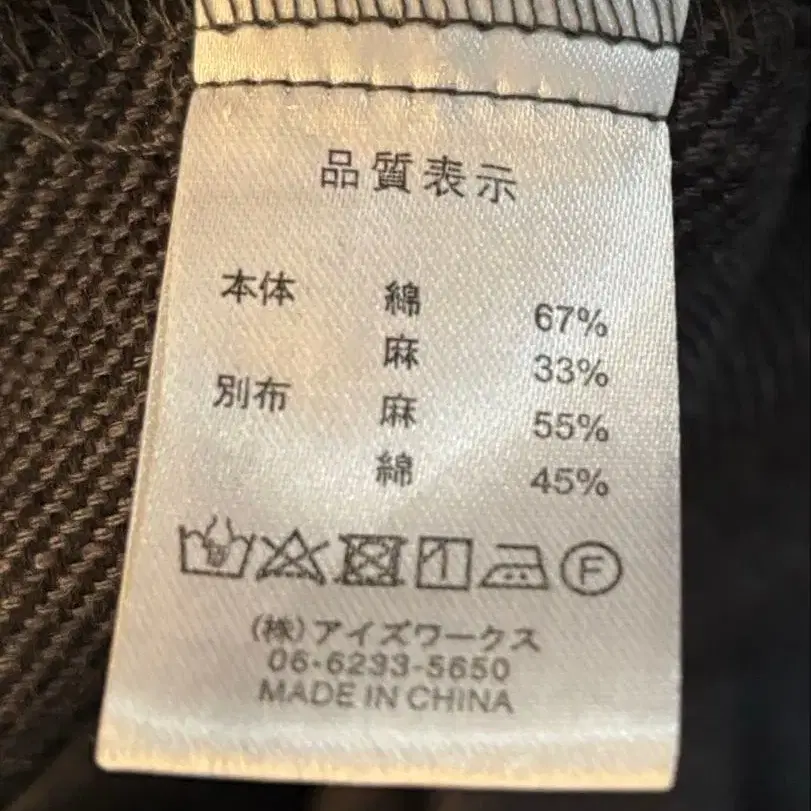 品質表示
本体 綿 67%
麻 33%
別布 麻 55%
綿 45%
F
(株)アイズワークス
06-6233-5650
MADE IN CHINA